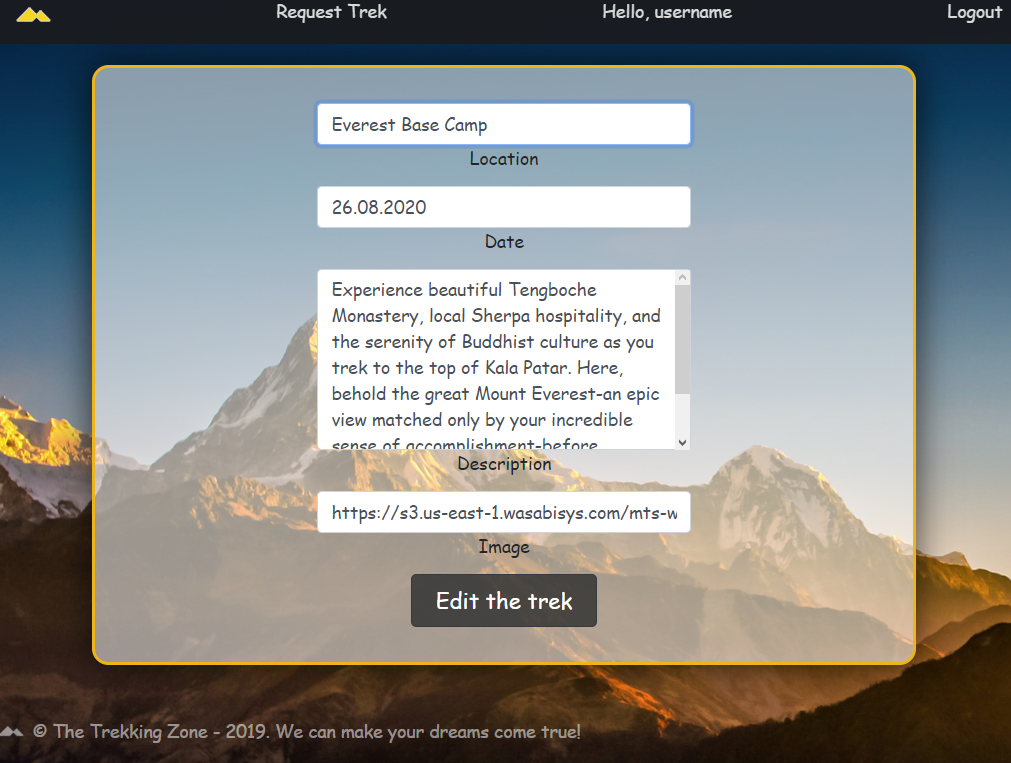 Request Trek
Hello, username
Logout
Everest Base Camp
Location
26.08.2020
Date
Experience beautiful Tengboche
Monastery, local Sherpa hospitality, and
the serenity of Buddhist culture as you
trek to the top of Kala Patar. Here,
behold the great Mount Everest-an epic
view matched only by your incredible
sense of accomplishment-before
Description
https://s3.us-east-1.wasabisys.com/mts-w
Image
Edit the trek
© The Trekking Zone - 2019. We can make your dreams come true!